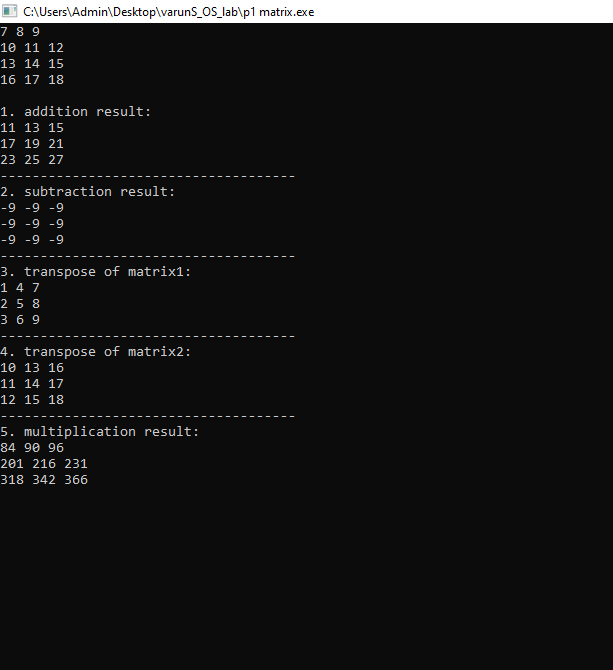 C:\Users\Admin\Desktop\varunS_OS_lab\p1 matrix.exe
7 8 9
10 11 12
13 14 15
16 17 18
1. addition result:
11 13 15
17 19 21
23 25 27
-------------------------------------
2. subtraction result:
-9 -9 -9
-9 -9 -9
-9 -9 -9
-------------------------------------
3. transpose of matrix1:
1 4 7
2 5 8
3 6 9
-------------------------------------
4. transpose of matrix2:
10 13 16
11 14 17
12 15 18
-------------------------------------
5. multiplication result:
84 90 96
201 216 231
318 342 366